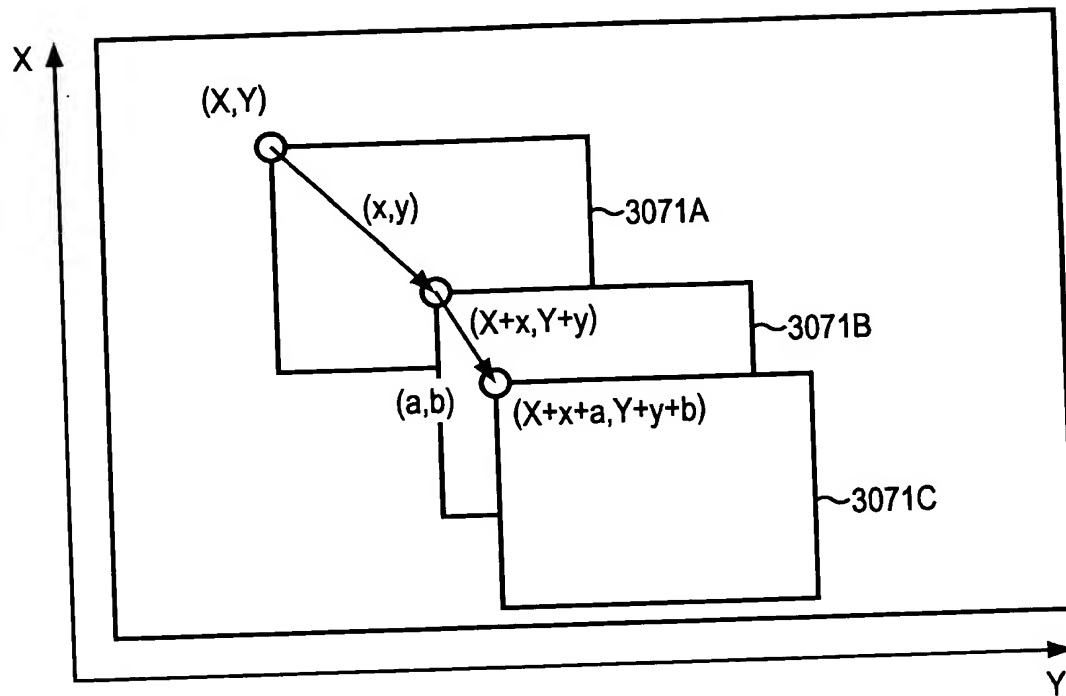 X
(X,Y)
(x,y)
3071A
(X+x,Y+y)
3071B
(a,b)
(X+x+a,Y+y+b)
3071C
Y